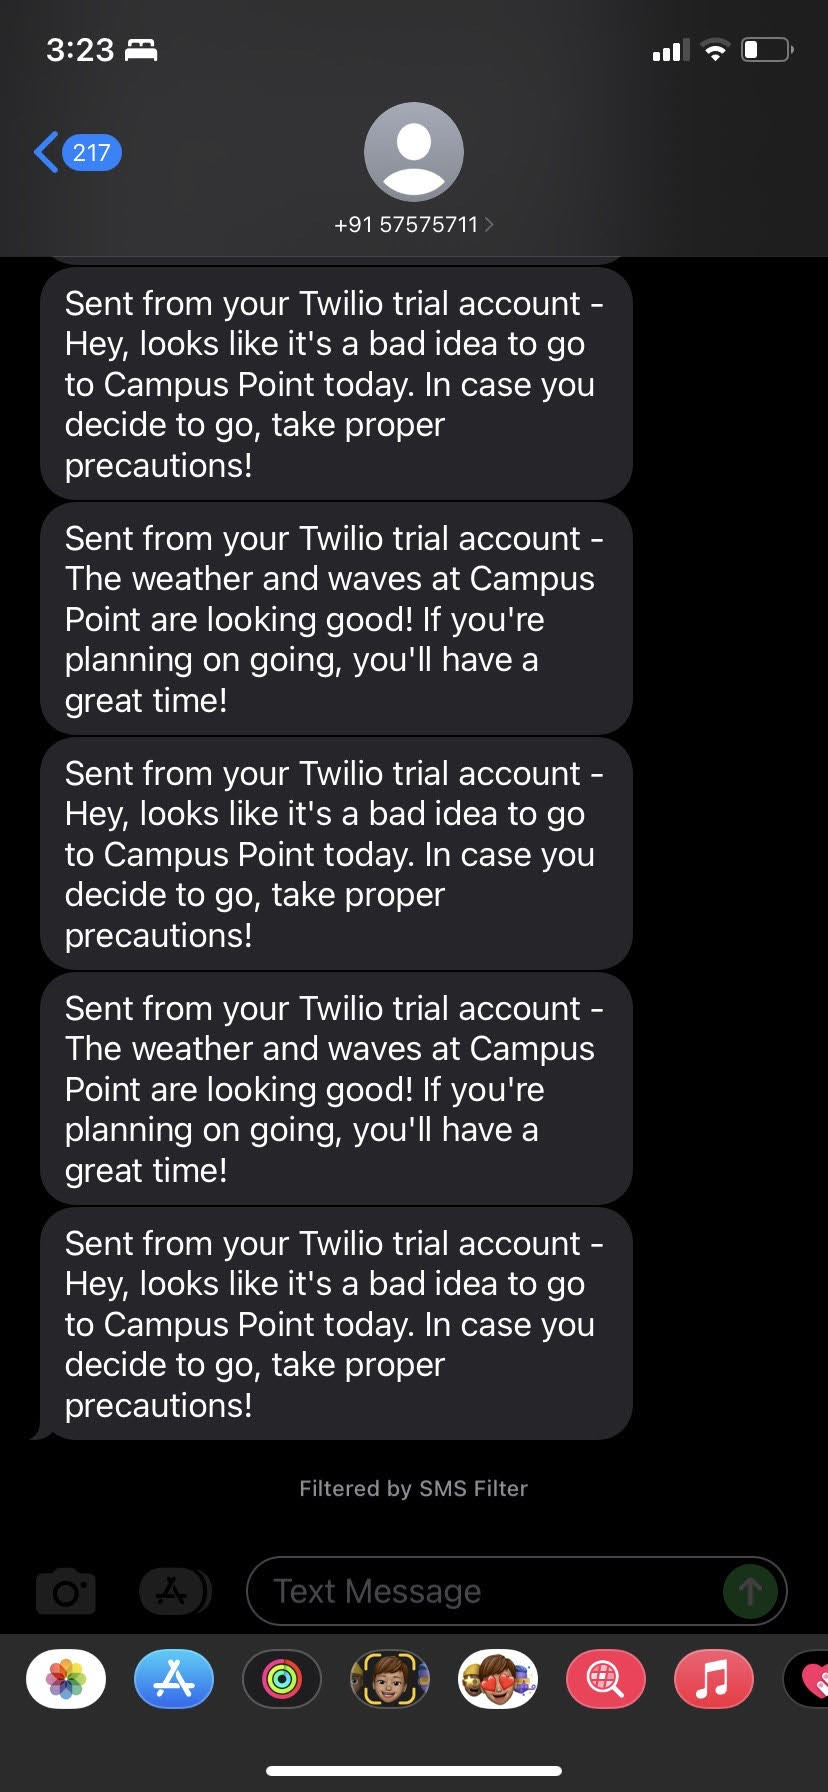 3:23
217
+91 57575711
Sent from your Twilio trial account -
Hey, looks like it's a bad idea to go
to Campus Point today. In case you
decide to go, take proper
precautions!
Sent from your Twilio trial account -
The weather and waves at Campus
Point are looking good! If you're
planning on going, you'll have a
great time!
Sent from your Twilio trial account -
Hey, looks like it's a bad idea to go
to Campus Point today. In case you
decide to go, take proper
precautions!
Sent from your Twilio trial account -
The weather and waves at Campus
Point are looking good! If you're
planning on going, you'll have a
great time!
Sent from your Twilio trial account -
Hey, looks like it's a bad idea to go
to Campus Point today. In case you
decide to go, take proper
precautions!
Filtered by SMS Filter
Text Message